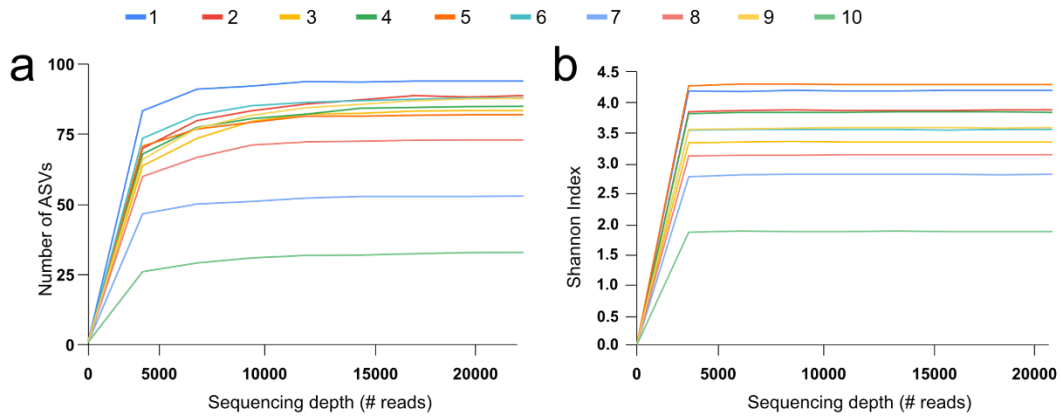 1 2 3 4 5 6 7 8 9 10
a
100
75
50
25
0
Number of ASVs
0 5000 10000 15000 20000
Sequencing depth (# reads)
b
4.5
4.0
3.5
3.0
2.5
2.0
1.5
1.0
0.5
0.0
Shannon Index
0 5000 10000 15000 20000
Sequencing depth (# reads)